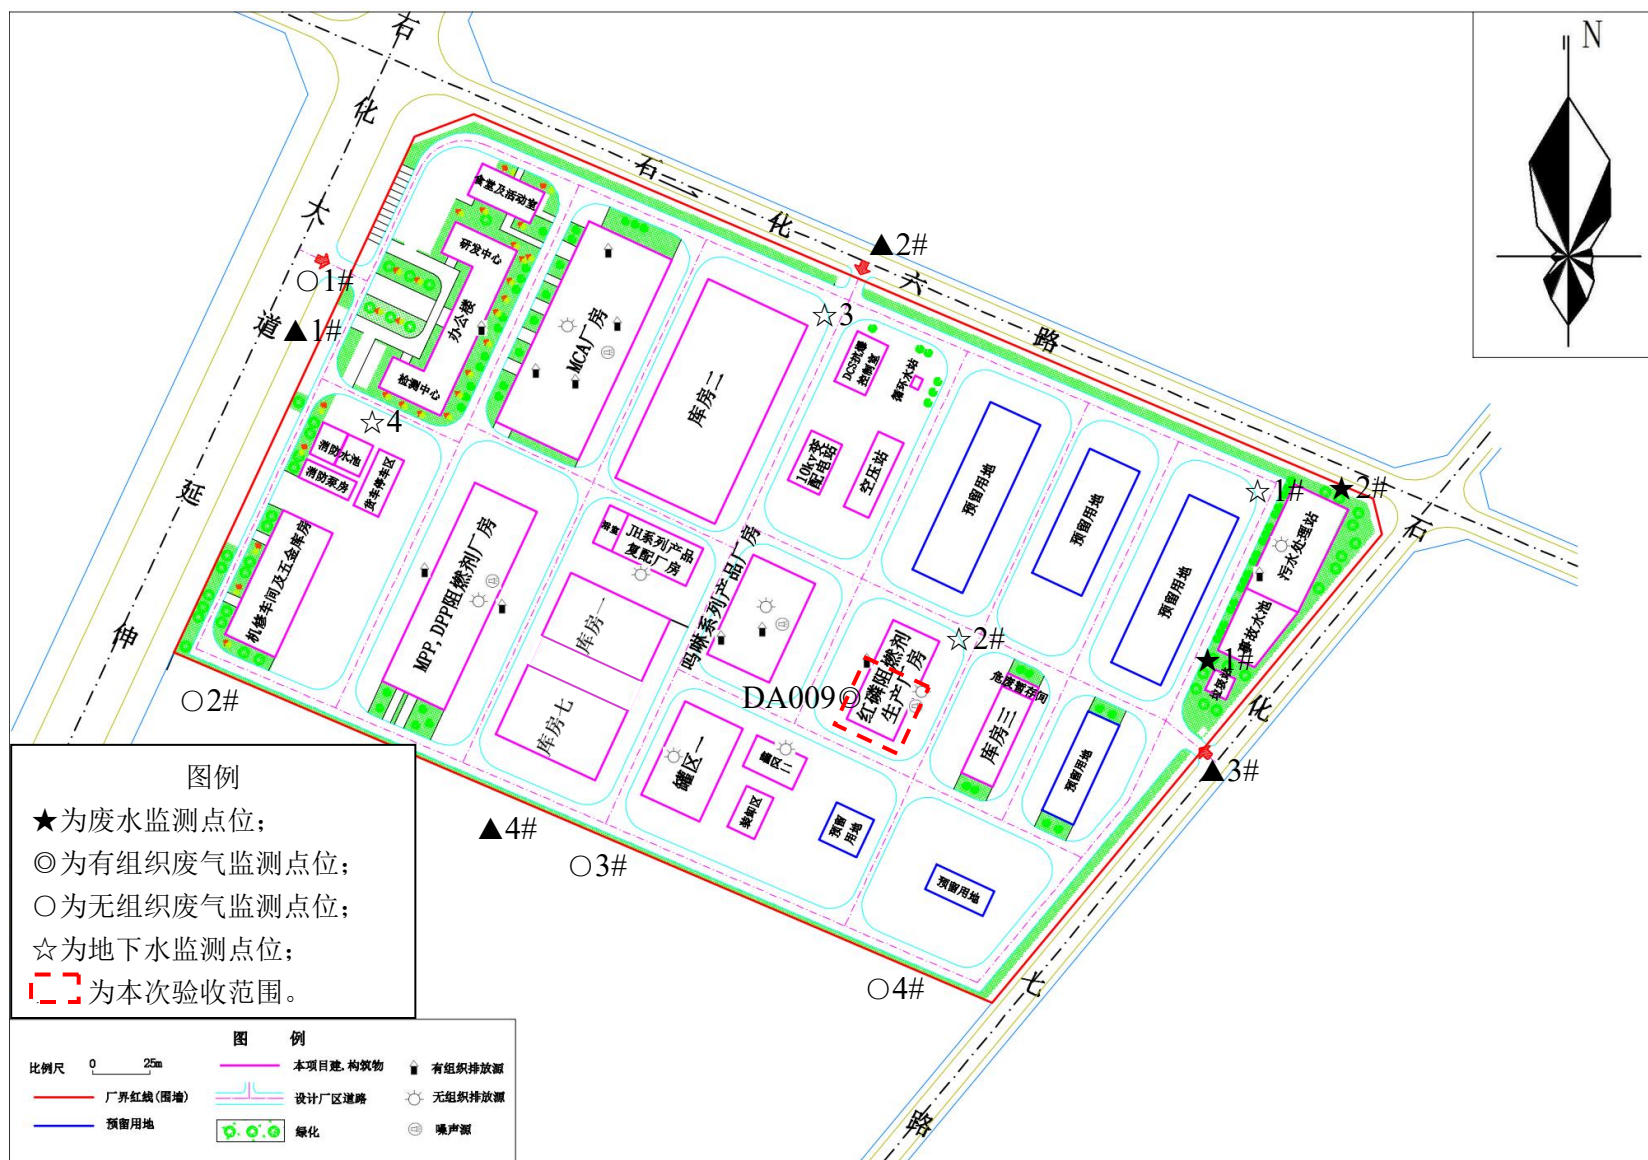 N
石
化
大
道
延
伸
石
化
六
路
石
化
七
路
▲2#
○1#
▲1#
☆3
☆4
☆1#
★2#
☆2#
★1#
DA009◎
○2#
▲3#
▲4#
○3#
○4#
食堂及活动室
研发中心
办公楼
检测中心
MCA厂房
库房二
DCS抗爆
控制室
循环水站
10kv变
配电站
空压站
预留用地
预留用地
预留用地
污水处理站
事故水池
消防水池
消防泵房
货车停车区
机修车间及五金库房
MPP,DPP阻燃剂厂房
JH系列产品
复配厂房
库房一
库房七
吗啉系列产品厂房
红磷阻燃剂
生产厂房
危废暂存间
库房三
预留用地
罐区一
罐区二
装卸区
预留
用地
预留用地
图例
★为废水监测点位；
◎为有组织废气监测点位；
○为无组织废气监测点位；
☆为地下水监测点位；
为本次验收范围。
图 例
比例尺 0 25m
本项目建.构筑物
有组织排放源
厂界红线(围墙)
设计厂区道路
无组织排放源
预留用地
绿化
噪声源